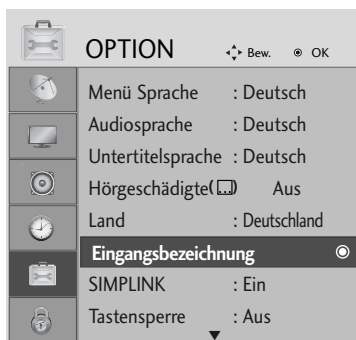 OPTION Bew. OK
Menü Sprache : Deutsch
Audiosprache : Deutsch
Untertitelsprache : Deutsch
Hörgeschädigte( ) Aus
Land : Deutschland
Eingangsbezeichnung
SIMPLINK : Ein
Tastensperre : Aus